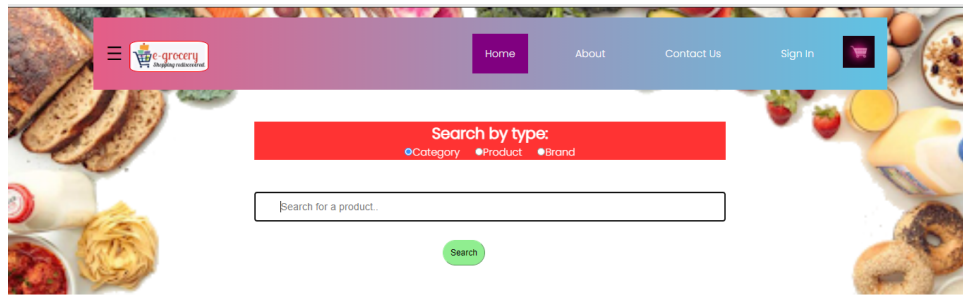 e-grocery
Shopping rediscovered.
Home About Contact Us Sign In
Search by type:
Category Product Brand
Search for a product..
Search